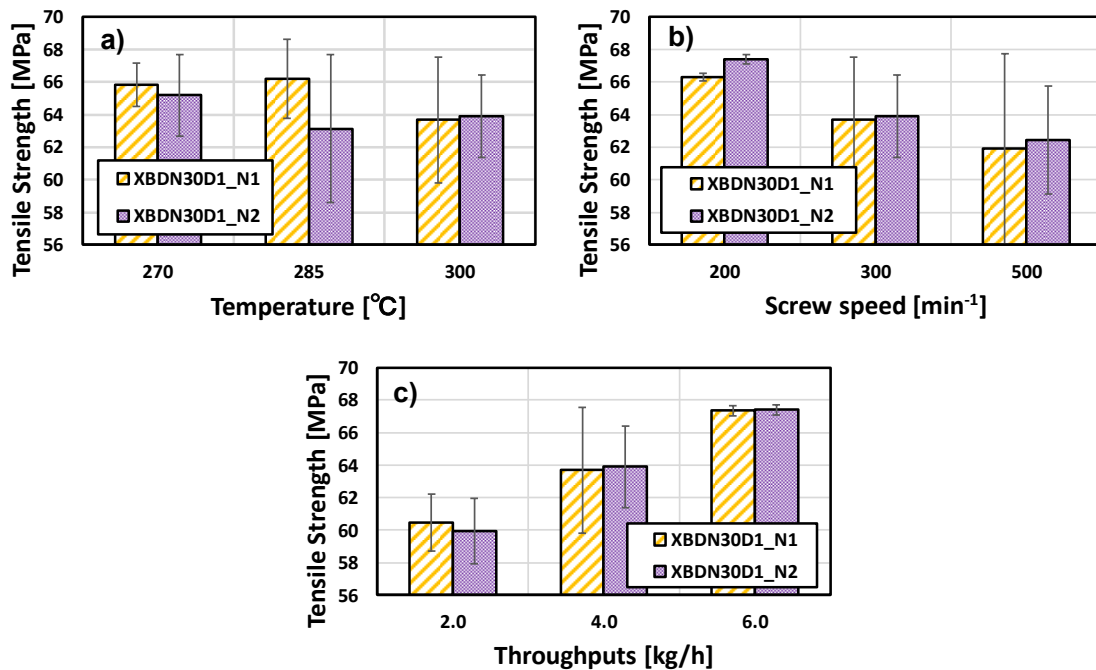 a)
Tensile Strength [MPa]
70
68
66
64
62
60
58
56
XBDN30D1_N1
XBDN30D1_N2
270 285 300
Temperature [℃]
b)
Tensile Strength [MPa]
70
68
66
64
62
60
58
56
XBDN30D1_N1
XBDN30D1_N2
200 300 500
Screw speed [min⁻¹]
c)
Tensile Strength [MPa]
70
68
66
64
62
60
58
56
XBDN30D1_N1
XBDN30D1_N2
2.0 4.0 6.0
Throughputs [kg/h]